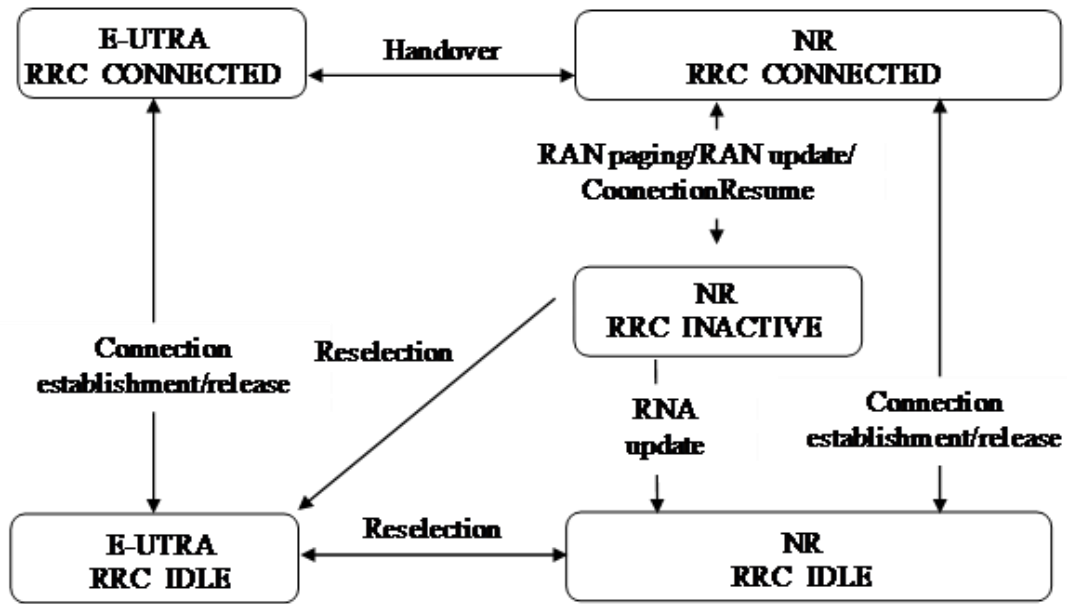 E-UTRA
RRC CONNECTED
Handover
NR
RRC CONNECTED
RAN paging/RAN update/
CoonectionResume
NR
RRC INACTIVE
Connection
establishment/release
Reselection
RNA
update
Connection
establishment/release
E-UTRA
RRC IDLE
Reselection
NR
RRC IDLE